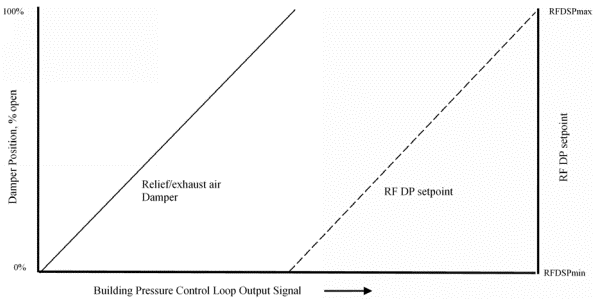 100%
RFDSPmax
Damper Position, % open
Relief/exhaust air
Damper
RF DP setpoint
RF DP setpoint
0%
RFDSPmin
Building Pressure Control Loop Output Signal